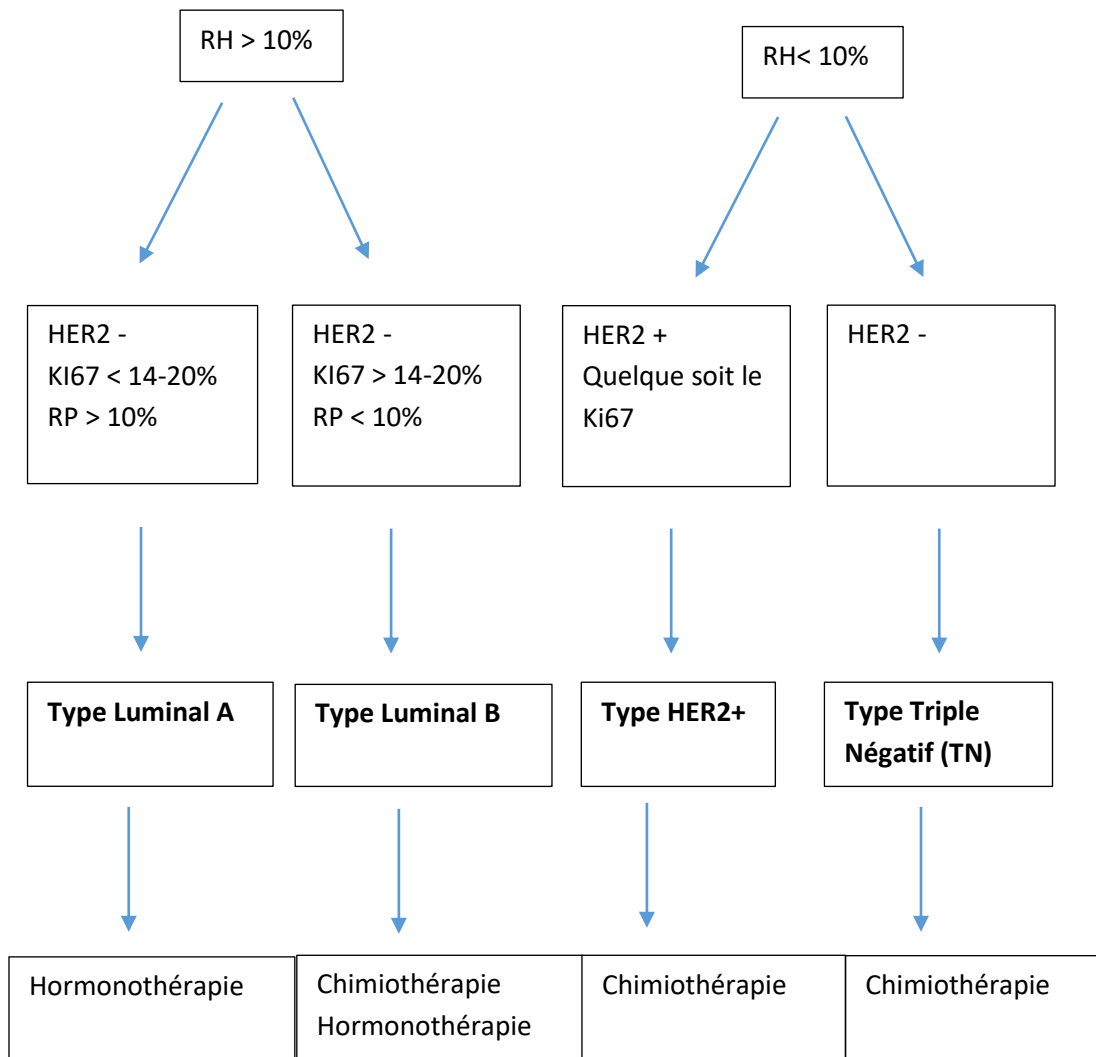 RH > 10%
RH< 10%
HER2 -
KI67 < 14-20%
RP > 10%
HER2 -
KI67 > 14-20%
RP < 10%
HER2 +
Quelque soit le
Ki67
HER2 -
Type Luminal A
Type Luminal B
Type HER2+
Type Triple
Négatif (TN)
Hormonothérapie
Chimiothérapie
Hormonothérapie
Chimiothérapie
Chimiothérapie